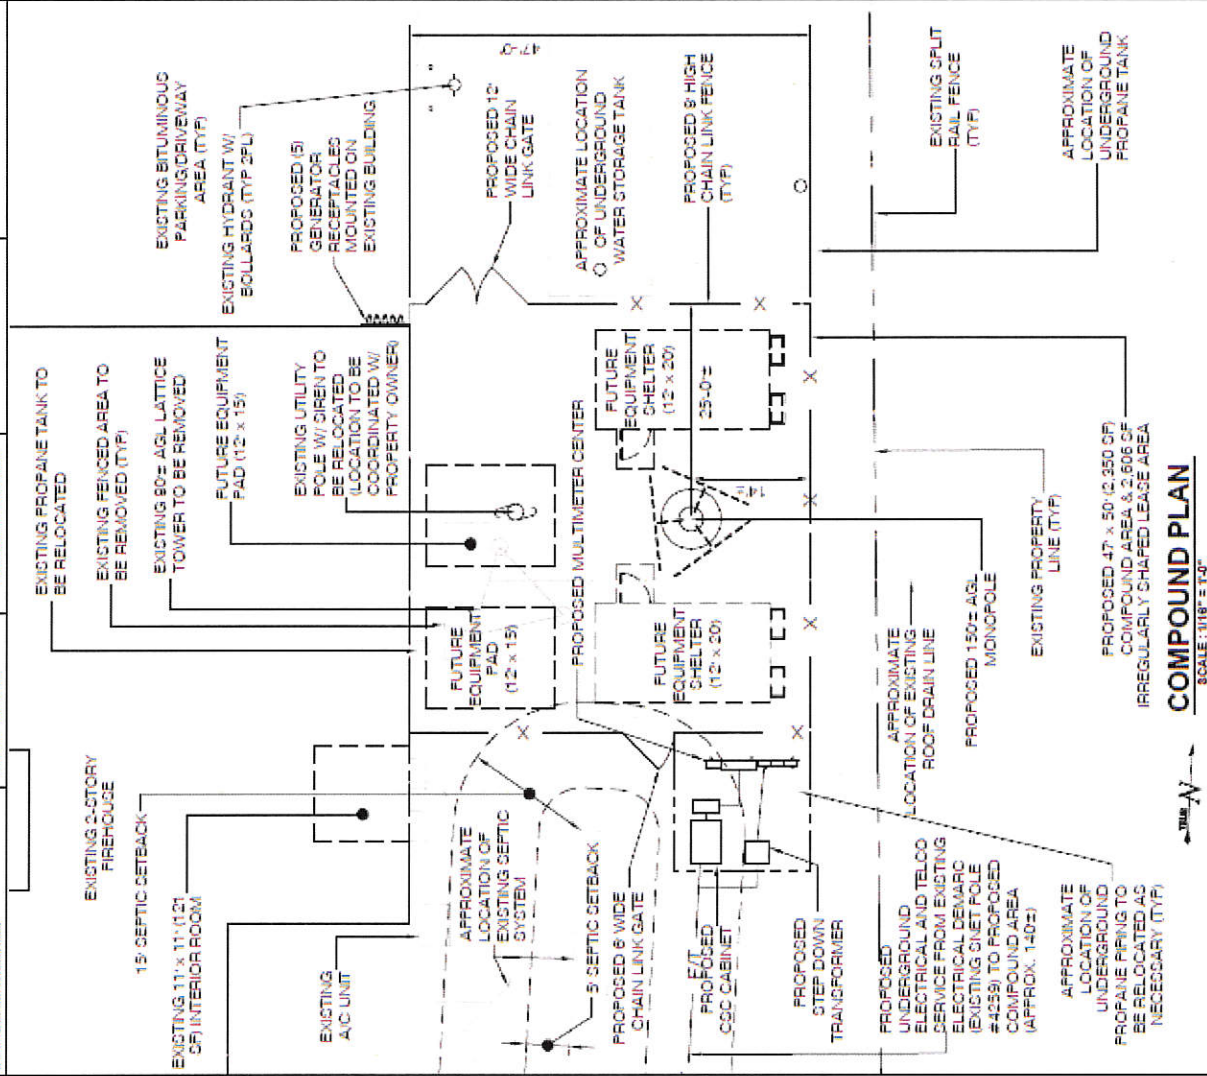 EXISTING PROPANE TANK TO
BE RELOCATED
EXISTING FENCED AREA TO
BE REMOVED (TYP)
EXISTING 90'± AGL LATTICE
TOWER TO BE REMOVED
FUTURE EQUIPMENT
PAD (12' x 15')
EXISTING UTILITY
POLE W/ SIREN TO
BE RELOCATED
(LOCATION TO BE
COORDINATED W/
PROPERTY OWNER)
EXISTING BITUMINOUS
PARKING/DRIVEWAY
AREA (TYP)
EXISTING HYDRANT W/
BOLLARDS (TYP 2PL)
PROPOSED (5)
GENERATOR
RECEPTACLES
MOUNTED ON
EXISTING BUILDING
47'-0"
PROPOSED 12'
WIDE CHAIN
LINK GATE
APPROXIMATE LOCATION
OF UNDERGROUND
WATER STORAGE TANK
PROPOSED 8' HIGH
CHAIN LINK FENCE
(TYP)
EXISTING SPLIT
RAIL FENCE
(TYP)
APPROXIMATE
LOCATION OF
UNDERGROUND
PROPANE TANK
EXISTING 2-STORY
FIREHOUSE
15' SEPTIC SETBACK
EXISTING 11' x 11' (121
SF) INTERIOR ROOM
EXISTING
A/C UNIT
APPROXIMATE
LOCATION OF
EXISTING SEPTIC
SYSTEM
5' SEPTIC SETBACK
PROPOSED 6' WIDE
CHAIN LINK GATE
E/T
PROPOSED
CSC CABINET
PROPOSED
STEP DOWN
TRANSFORMER
PROPOSED
UNDERGROUND
ELECTRICAL AND TELCO
SERVICE FROM EXISTING
ELECTRICAL DEMARC
(EXISTING SNET POLE
#4259) TO PROPOSED
COMPOUND AREA
(APPROX. 140'±)
APPROXIMATE
LOCATION OF
UNDERGROUND
PROPANE PIPING TO
BE RELOCATED AS
NECESSARY (TYP)
FUTURE
EQUIPMENT
PAD
(12' x 15')
PROPOSED MULTIMETER CENTER
FUTURE
EQUIPMENT
SHELTER
(12' x 20')
FUTURE
EQUIPMENT
SHELTER
(12' x 20')
25'-0"±
14'±
APPROXIMATE
LOCATION OF EXISTING
ROOF DRAIN LINE
PROPOSED 150'± AGL
MONOPOLE
EXISTING PROPERTY
LINE (TYP)
PROPOSED 47' x 50' (2,350 SF)
COMPOUND AREA & 2,606 SF
IRREGULARLY SHAPED LEASE AREA
COMPOUND PLAN
SCALE: 1/16" = 1'-0"
TRUE
N